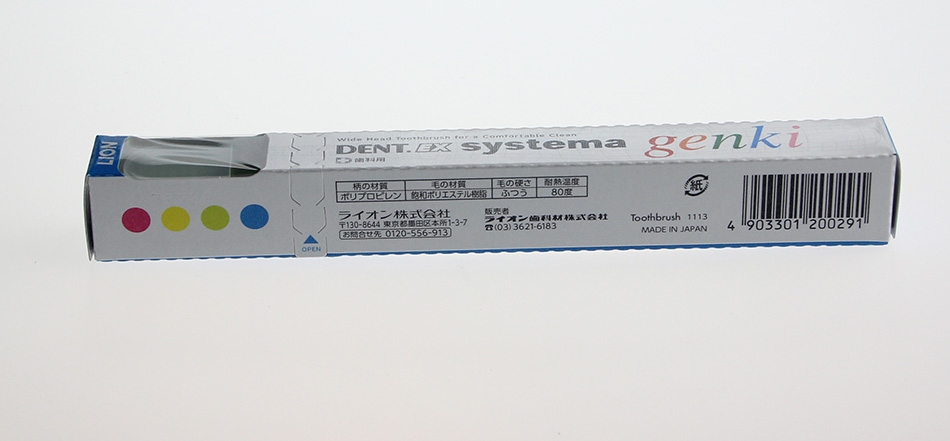 LION
Wide Head Toothbrush for a Comfortable Clean
DENT. EX systema genki
歯科用
柄の材質 毛の材質 毛の硬さ 耐熱温度
ポリプロピレン 飽和ポリエステル樹脂 ふつう 80度
ライオン株式会社
〒130-8644 東京都墨田区本所1-3-7
お問合せ先 0120-556-913
販売者
ライオン歯科材株式会社
☎(03)3621-6183
紙
Toothbrush 1113
MADE IN JAPAN
4 903301 200291
OPEN